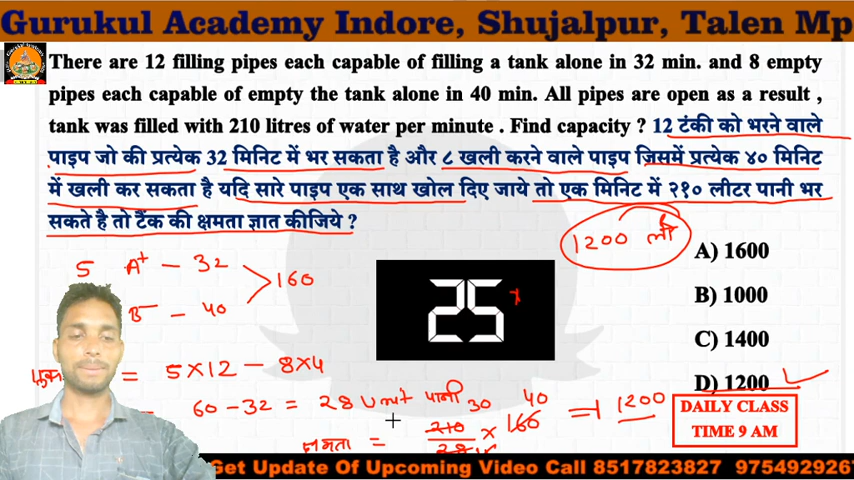 Gurukul Academy Indore, Shujalpur, Talen Mp
There are 12 filling pipes each capable of filling a tank alone in 32 min. and 8 empty
pipes each capable of empty the tank alone in 40 min. All pipes are open as a result ,
tank was filled with 210 litres of water per minute . Find capacity ? 12 टंकी को भरने वाले
पाइप जो की प्रत्येक 32 मिनिट में भर सकता है और ८ खली करने वाले पाइप जिसमें प्रत्येक ४० मिनिट
में खली कर सकता है यदि सारे पाइप एक साथ खोल दिए जाये तो एक मिनिट में २१० लीटर पानी भर
सकते है तो टैंक की क्षमता ज्ञात कीजिये ?
1200 ली
A) 1600
B) 1000
C) 1400
D) 1200
5 A+ - 32
160
B- - 40
25
= 5×12 - 8×4
60-32 = 28 Unit पानी
क्षमता = 210/28 × 160 = 1200
30 40
DAILY CLASS
TIME 9 AM
Get Update Of Upcoming Video Call 8517823827 975492926